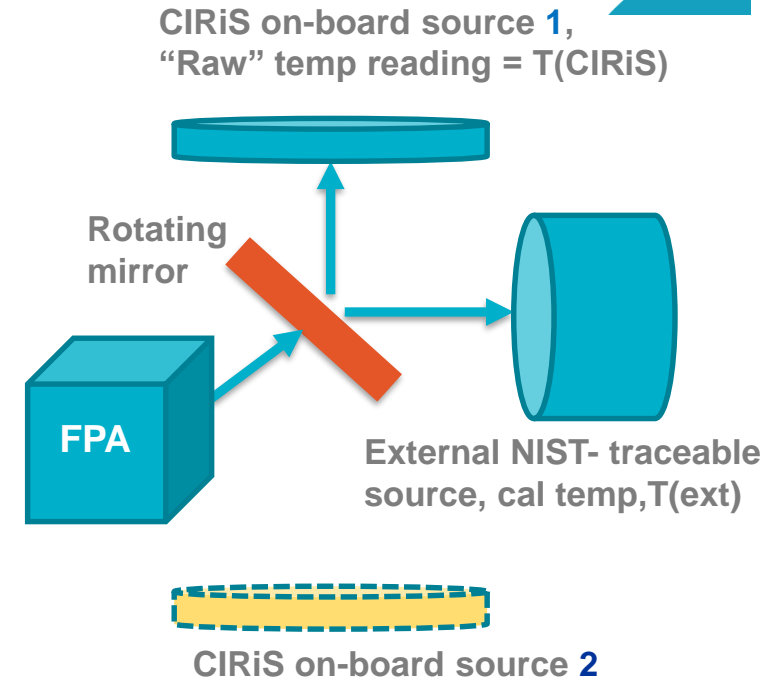 CIRiS on-board source 1,
“Raw” temp reading = T(CIRiS)
Rotating
mirror
FPA
External NIST- traceable
source, cal temp,T(ext)
CIRiS on-board source 2